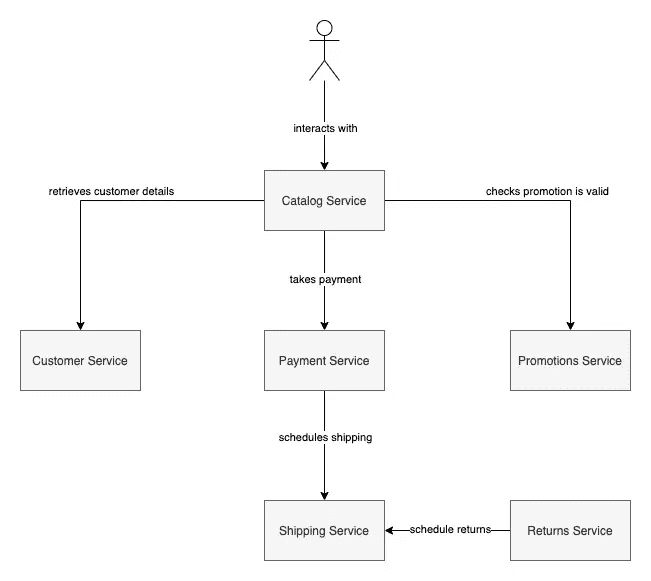 interacts with
retrieves customer details
checks promotion is valid
Catalog Service
takes payment
Customer Service
Payment Service
Promotions Service
schedules shipping
Shipping Service
schedule returns
Returns Service